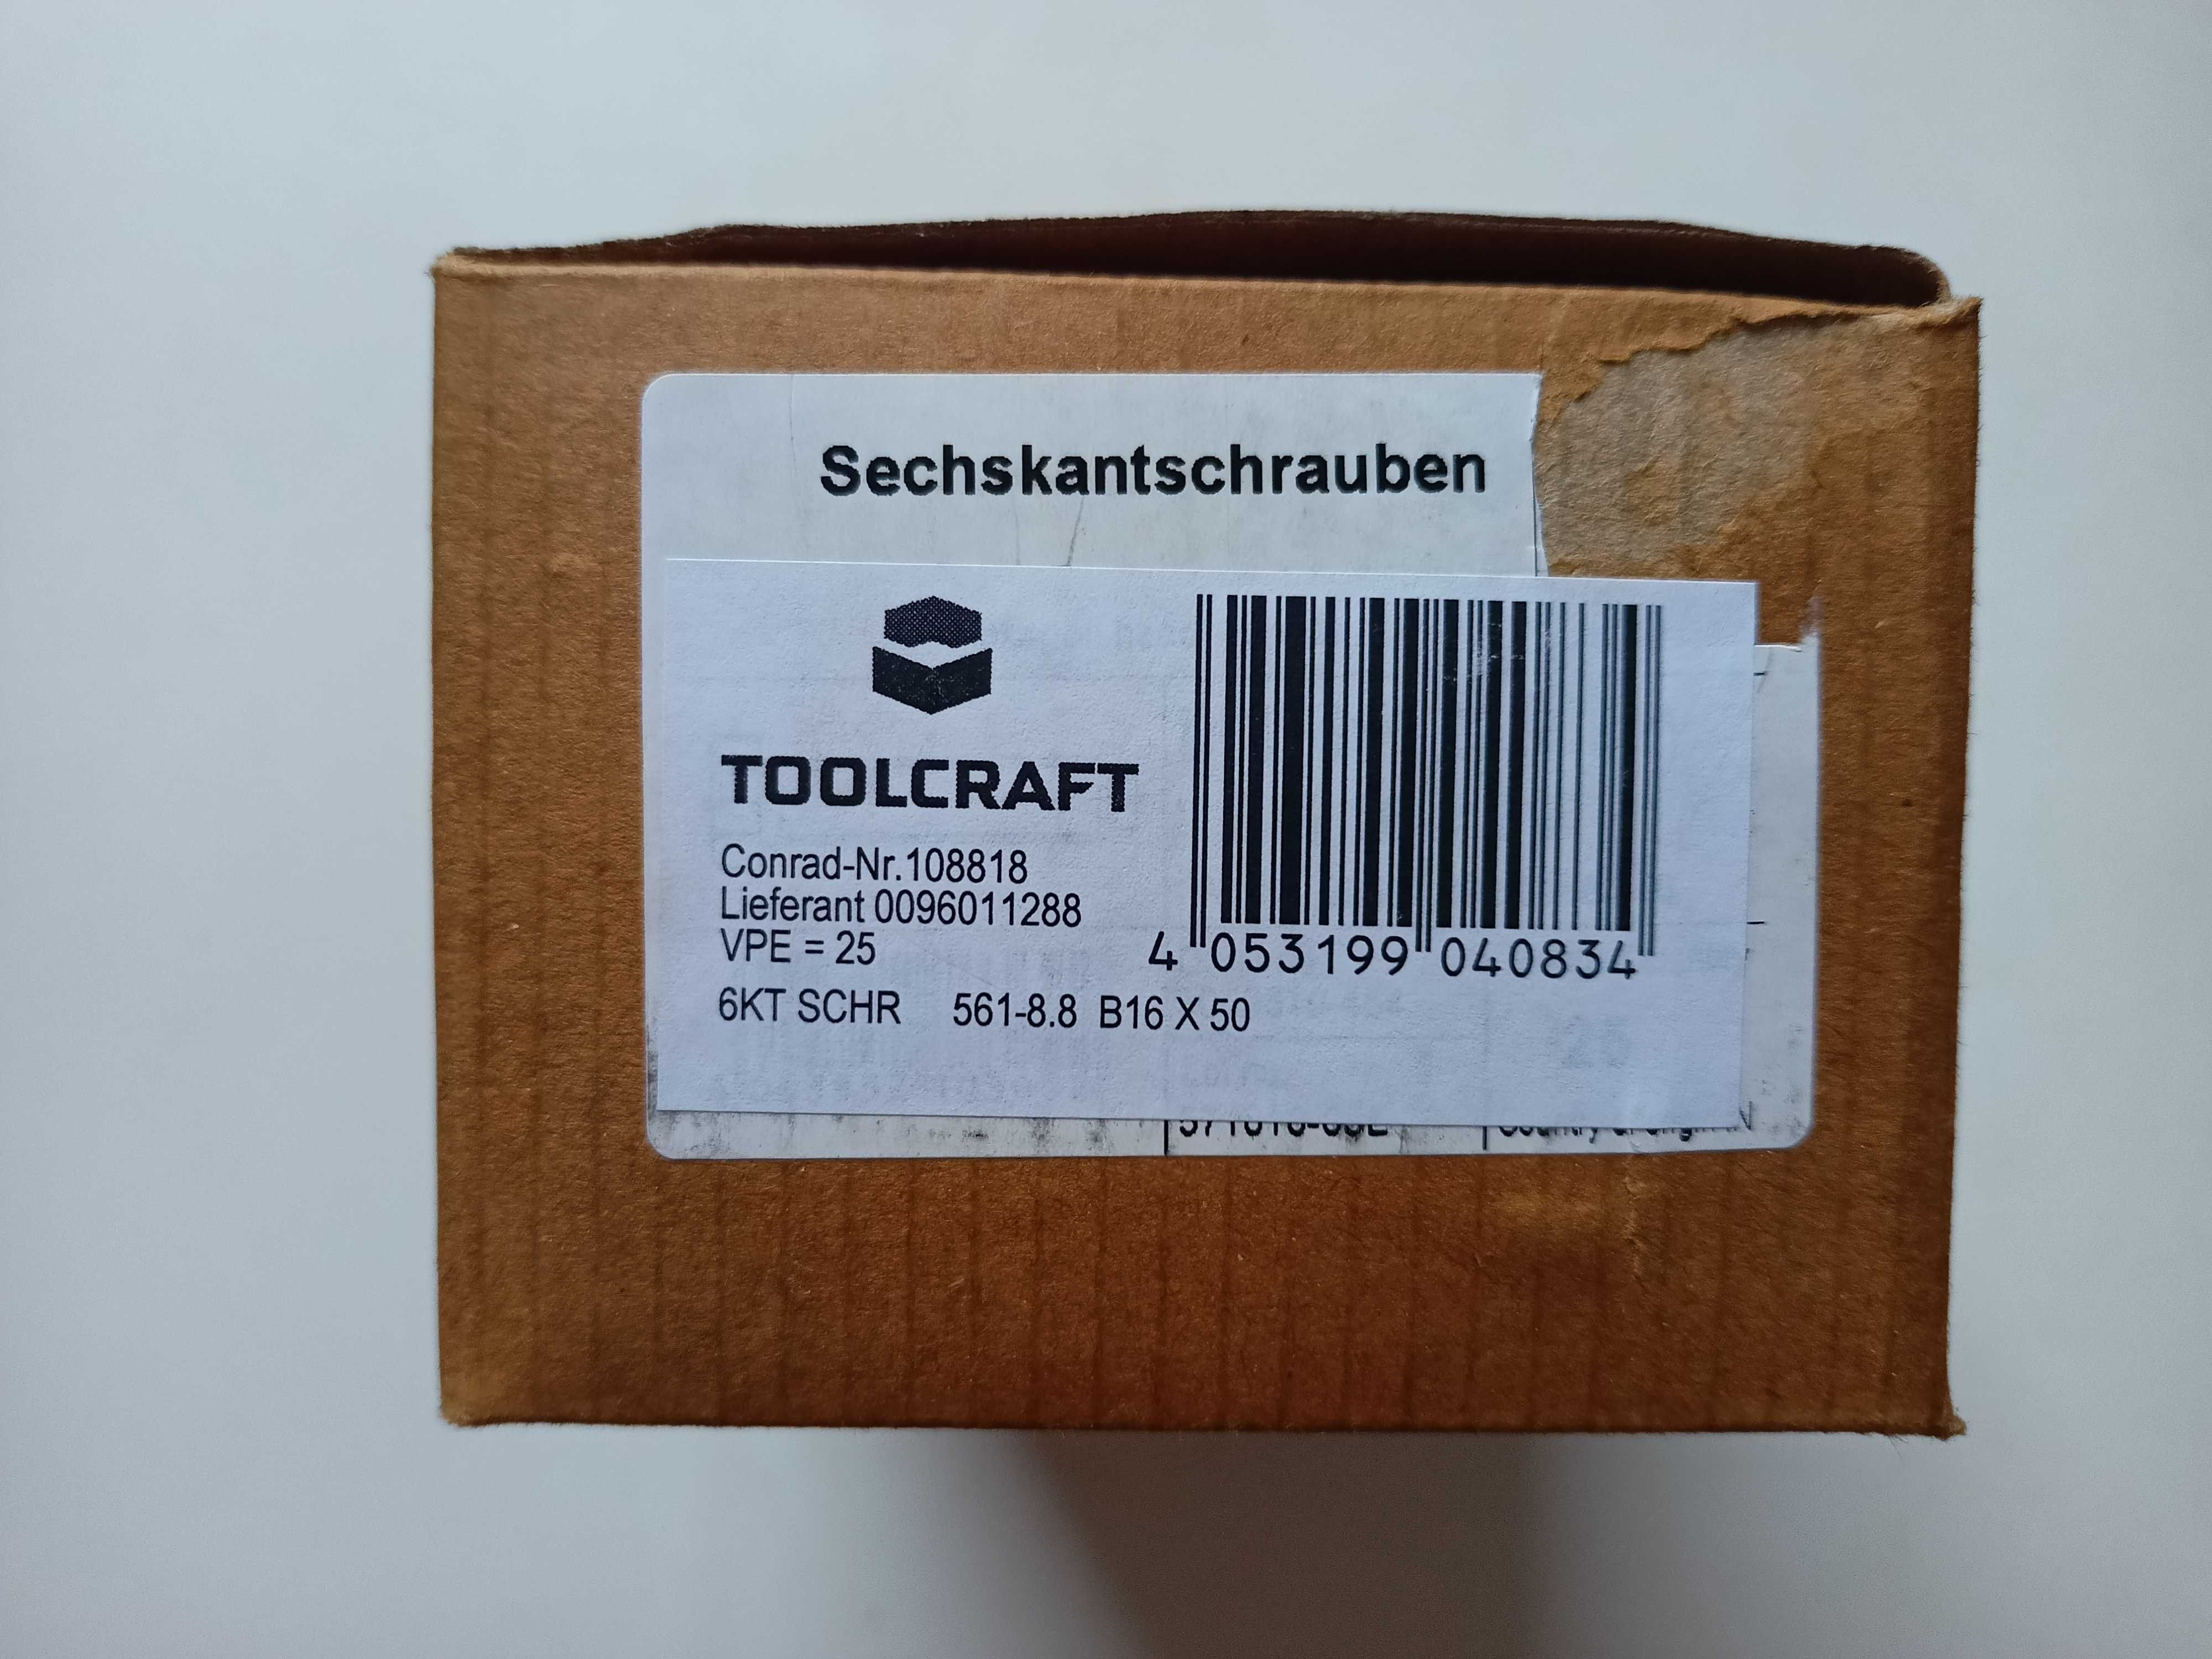 Sechskantschrauben
TOOLCRAFT
Conrad-Nr.108818
Lieferant 0096011288
VPE = 25
4 053199 040834
6KT SCHR 561-8.8 B16 X 50